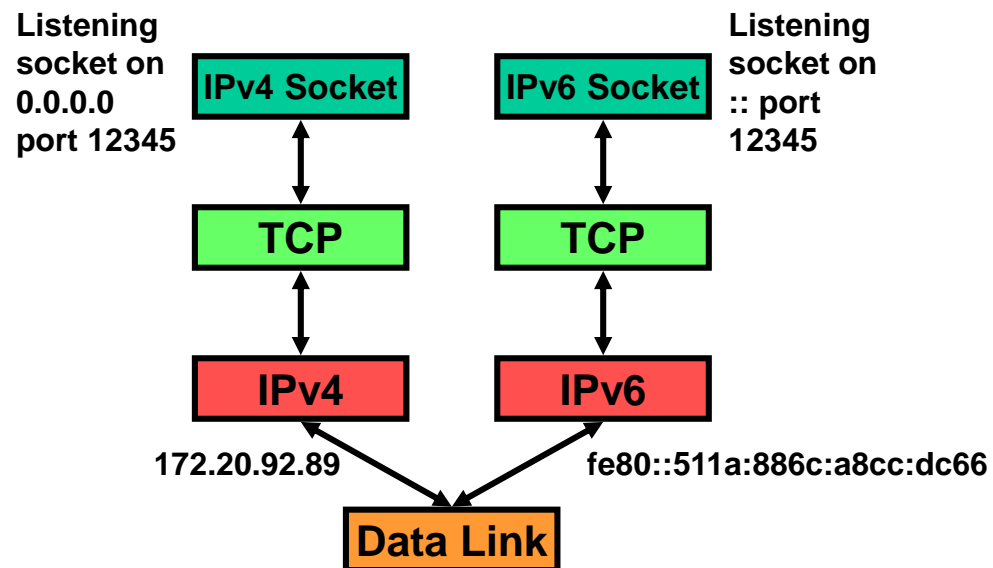 Listening
socket on
0.0.0.0
port 12345
IPv4 Socket
IPv6 Socket
Listening
socket on
:: port
12345
TCP
TCP
IPv4
IPv6
172.20.92.89
fe80::511a:886c:a8cc:dc66
Data Link